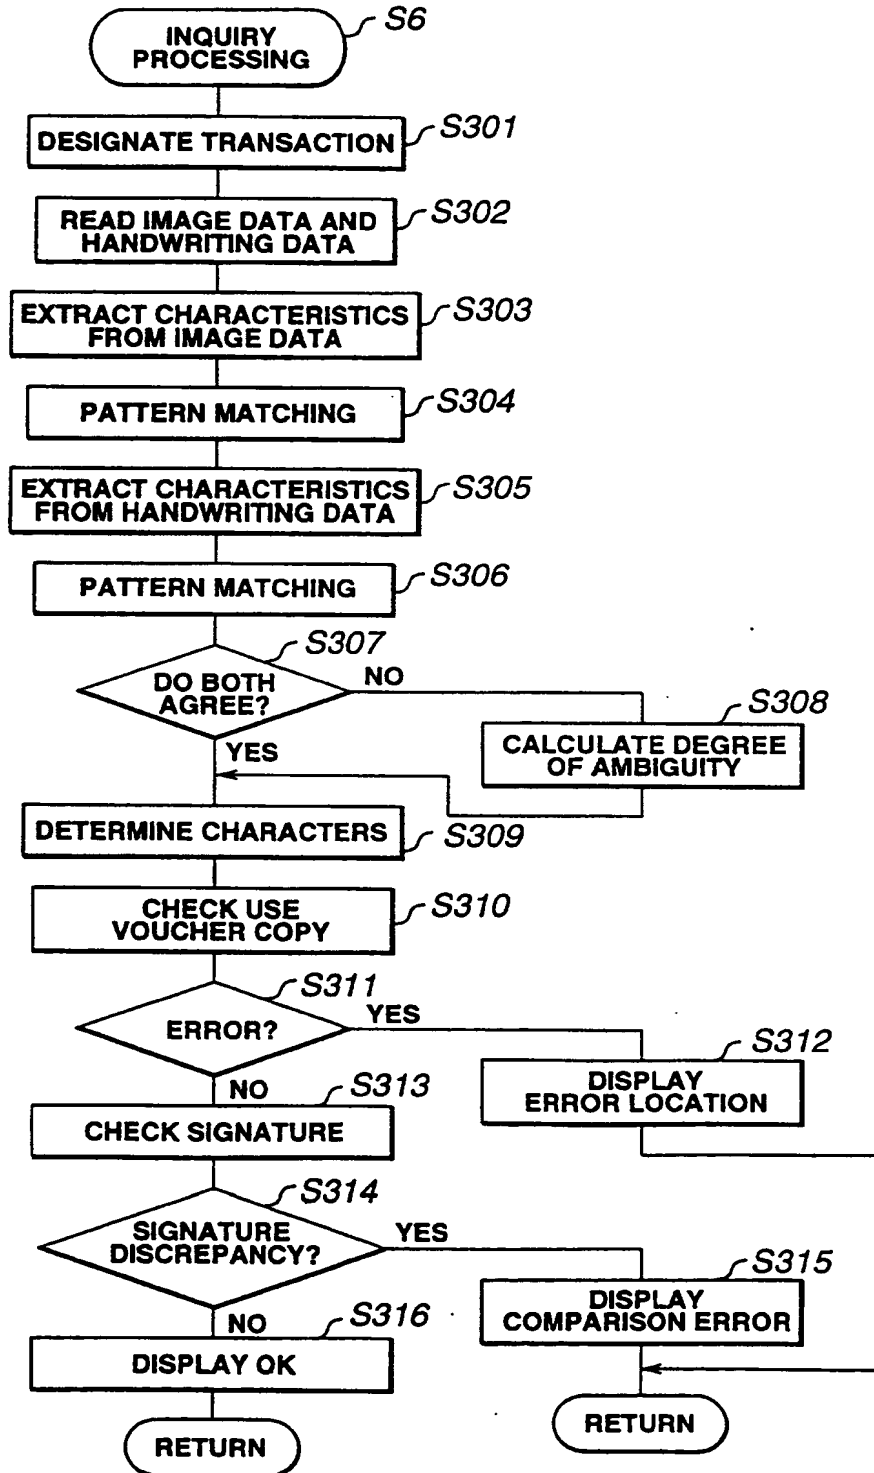 S6
INQUIRY
PROCESSING
S301
DESIGNATE TRANSACTION
S302
READ IMAGE DATA AND
HANDWRITING DATA
S303
EXTRACT CHARACTERISTICS
FROM IMAGE DATA
S304
PATTERN MATCHING
S305
EXTRACT CHARACTERISTICS
FROM HANDWRITING DATA
S306
PATTERN MATCHING
S307
DO BOTH
AGREE?
NO
YES
S308
CALCULATE DEGREE
OF AMBIGUITY
DETERMINE CHARACTERS
S309
CHECK USE
VOUCHER COPY
S310
S311
ERROR?
YES
NO
S312
DISPLAY
ERROR LOCATION
S313
CHECK SIGNATURE
S314
SIGNATURE
DISCREPANCY?
YES
NO
S315
DISPLAY
COMPARISON ERROR
S316
DISPLAY OK
RETURN
RETURN